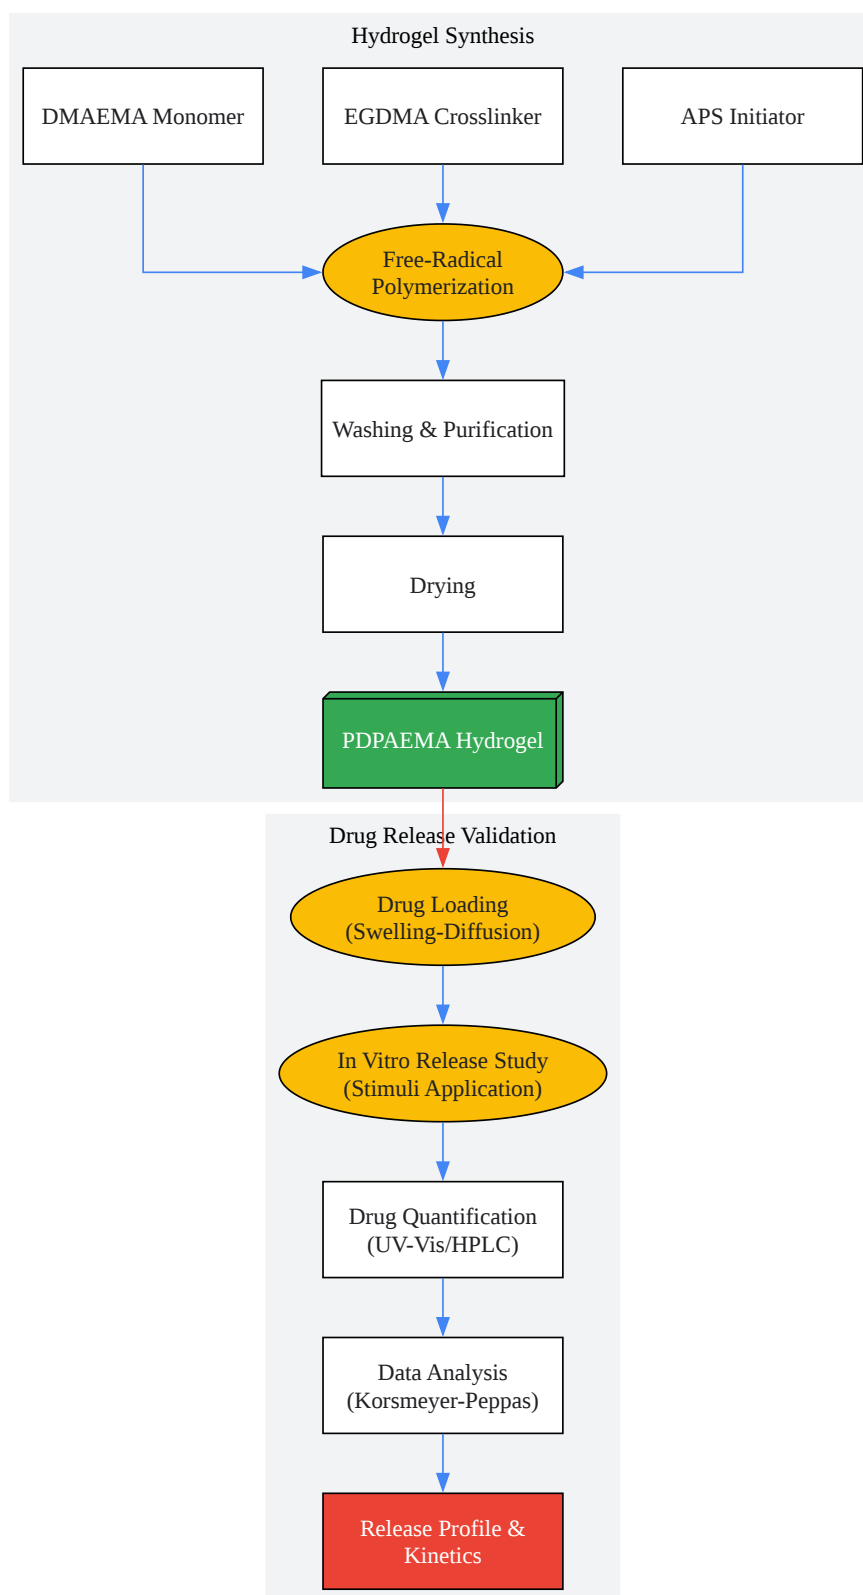 Hydrogel Synthesis
DMAEMA Monomer
EGDMA Crosslinker
APS Initiator
Free-Radical
Polymerization
Washing & Purification
Drying
PDPAEMA Hydrogel
Drug Release Validation
Drug Loading
(Swelling-Diffusion)
In Vitro Release Study
(Stimuli Application)
Drug Quantification
(UV-Vis/HPLC)
Data Analysis
(Korsmeyer-Peppas)
Release Profile &
Kinetics